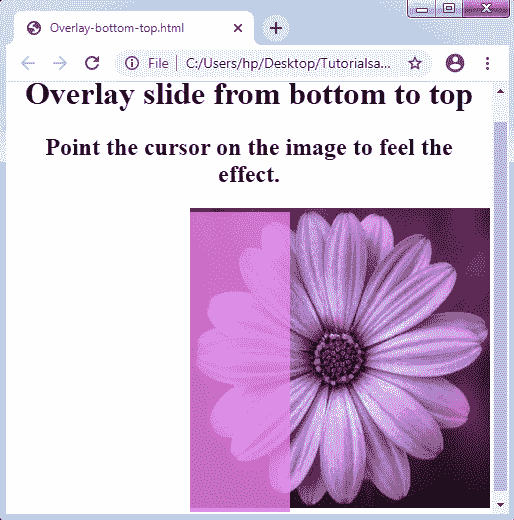 Overlay-bottom-top.html
File | C:/Users/hp/Desktop/Tutorialsa...
Overlay slide from bottom to top
Point the cursor on the image to feel the
effect.